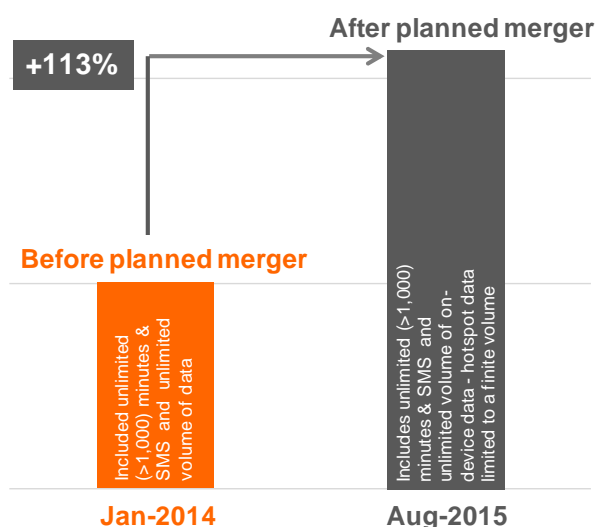 After planned merger
+113%
Before planned merger
Included unlimited
(>1,000) minutes &
SMS and unlimited
volume of data
Includes unlimited (>1,000)
minutes & SMS and
unlimited volume of on-
device data - hotspot data
limited to a finite volume
Jan-2014
Aug-2015